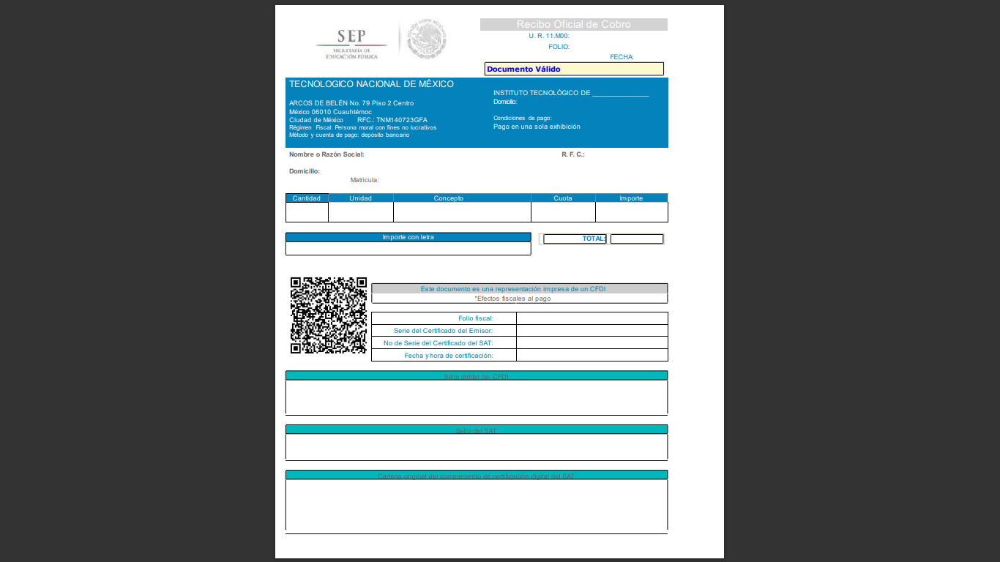 SEP
SECRETARÍA DE
EDUCACIÓN PÚBLICA
Recibo Oficial de Cobro
U. R. 11.M00:
FOLIO:
FECHA:
Documento Válido
TECNOLOGICO NACIONAL DE MÉXICO
ARCOS DE BELÉN No. 79 Piso 2 Centro
México 06010 Cuauhtémoc
Ciudad de México RFC.: TNM140723GFA
Régimen Fiscal: Persona moral con fines no lucrativos
Método y cuenta de pago: depósito bancario
INSTITUTO TECNOLÓGICO DE _______________
Domicilio:
Condiciones de pago:
Pago en una sola exhibición
Nombre o Razón Social: R. F. C.:
Domicilio:
Matricula:
Cantidad Unidad Concepto Cuota Importe
Importe con letra
TOTAL:
Este documento es una representación impresa de un CFDI
*Efectos fiscales al pago
Folio fiscal:
Serie del Certificado del Emisor:
No de Serie del Certificado del SAT:
Fecha y hora de certificación:
Sello digital del CFDI
Sello del SAT
Cadena original del complemento de certificación digital del SAT